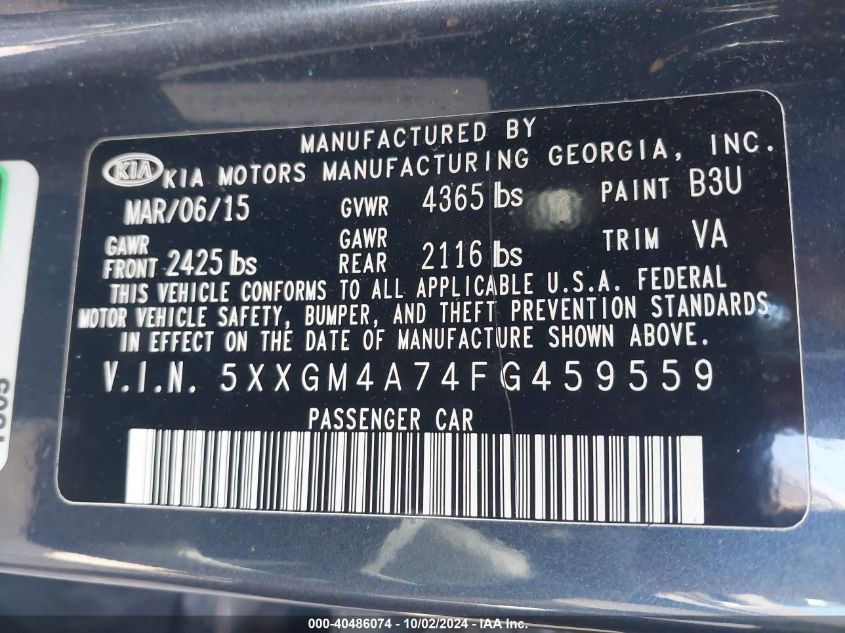 MANUFACTURED BY
KIA KIA MOTORS MANUFACTURING GEORGIA, INC.
MAR/06/15 GVWR 4365 lbs PAINT B3U
GAWR FRONT 2425 lbs GAWR REAR 2116 lbs TRIM VA
THIS VEHICLE CONFORMS TO ALL APPLICABLE U.S.A. FEDERAL
MOTOR VEHICLE SAFETY, BUMPER, AND THEFT PREVENTION STANDARDS
IN EFFECT ON THE DATE OF MANUFACTURE SHOWN ABOVE.
V.I.N. 5XXGM4A74FG459559
PASSENGER CAR
000-40486074 - 10/02/2024 - IAA Inc.